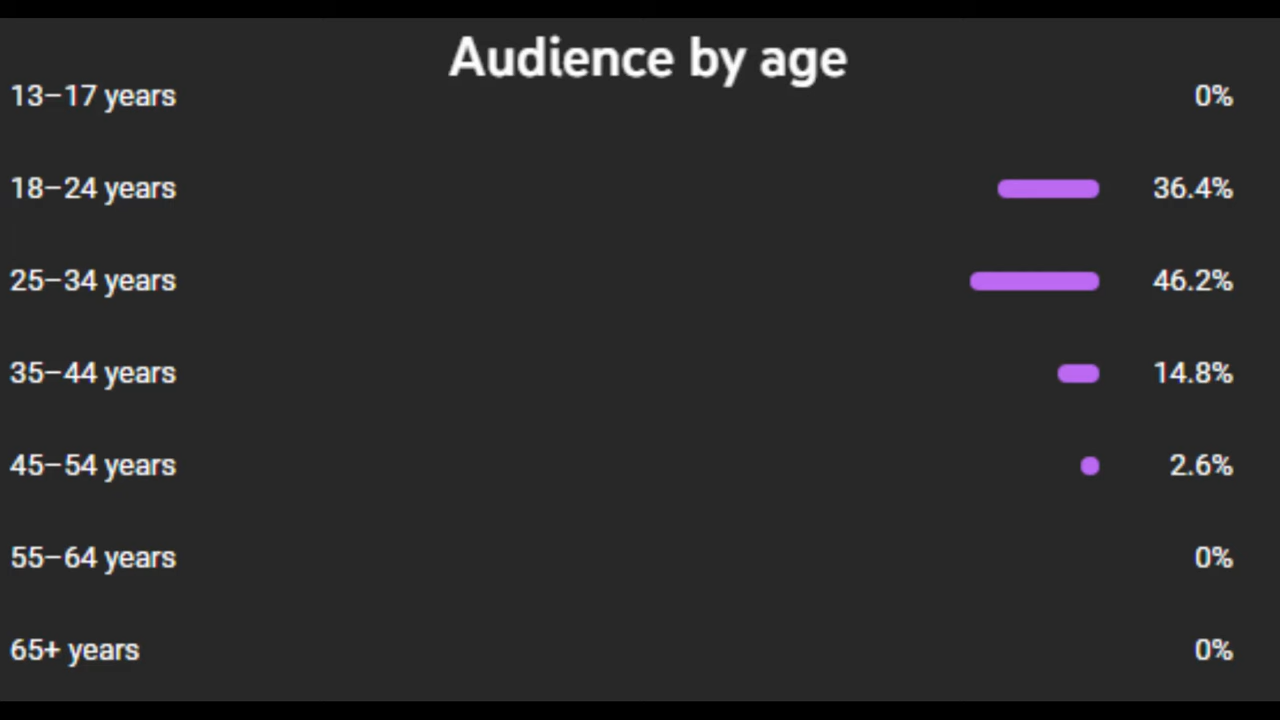 Audience by age
13–17 years 0%
18–24 years 36.4%
25–34 years 46.2%
35–44 years 14.8%
45–54 years 2.6%
55–64 years 0%
65+ years 0%